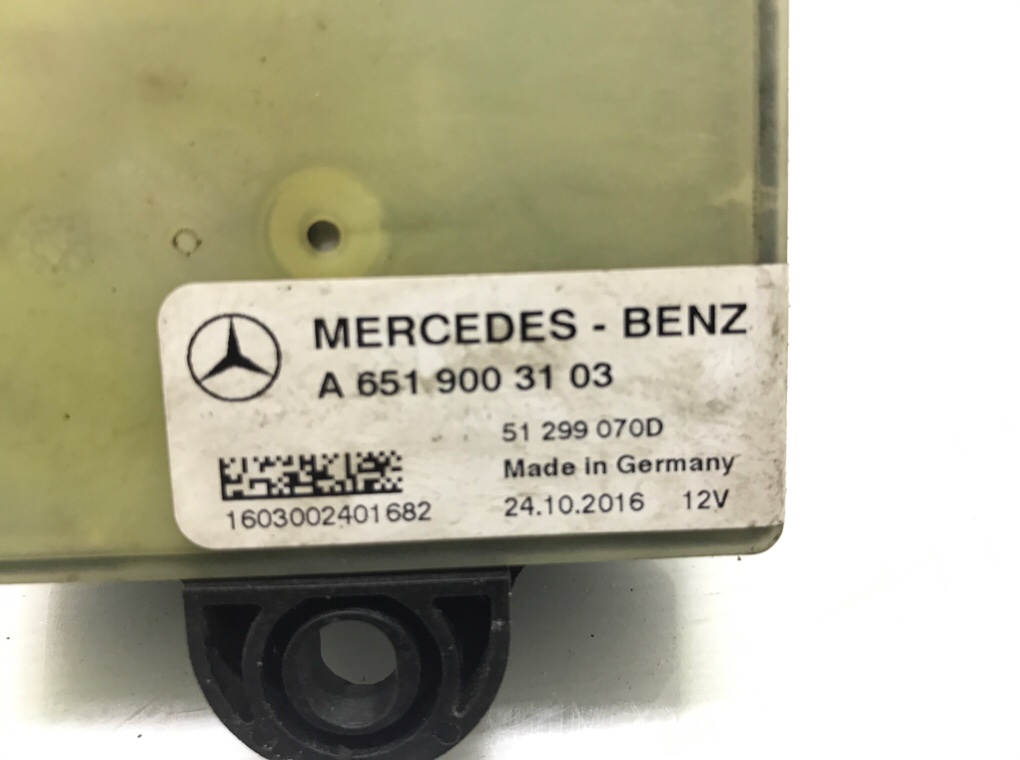 MERCEDES - BENZ
A 651 900 31 03
51 299 070D
Made in Germany
1603002401682
24.10.2016 12V